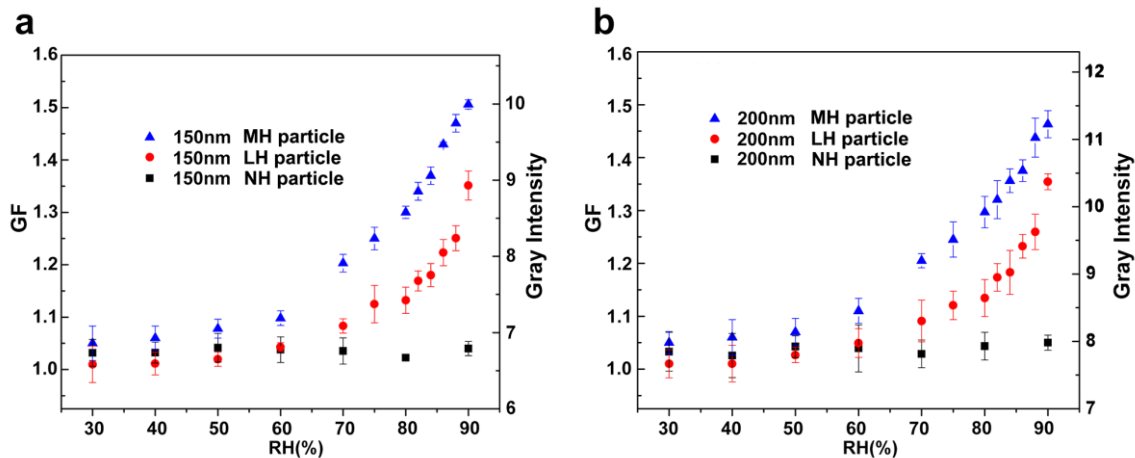 a
1.6
1.5
1.4
1.3
1.2
1.1
1.0
GF
150nm MH particle
150nm LH particle
150nm NH particle
10
9
8
7
6
Gray Intensity
30 40 50 60 70 80 90
RH(%)
b
1.6
1.5
1.4
1.3
1.2
1.1
1.0
GF
200nm MH particle
200nm LH particle
200nm NH particle
12
11
10
9
8
7
Gray Intensity
30 40 50 60 70 80 90
RH(%)